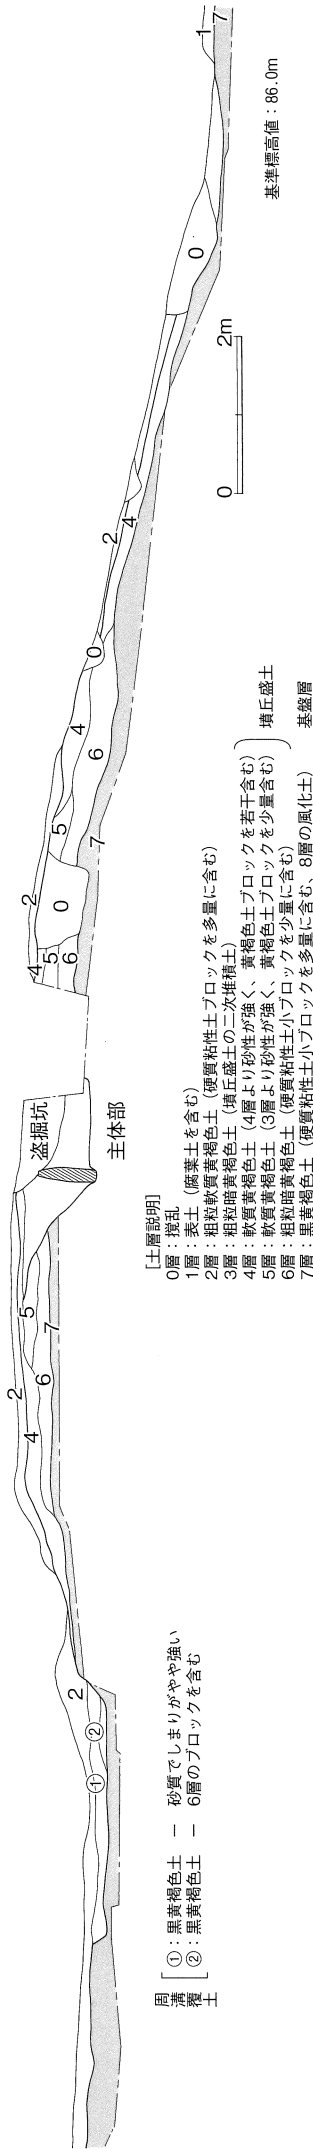 2
①
②
2
4
5
6
7
盗掘坑
主体部
4
5
6
2
0
5
4
6
7
0
2
4
0
1
7
0 2m
基準標高値：86.0m
周溝覆土
①：黒黄褐色土 ー 砂質でしまりがやや強い
②：黒黄褐色土 ー 6層のブロックを含む
[土層説明]
0層：攪乱
1層：表土（腐葉土を含む）
2層：粗粒軟質黄褐色土（硬質粘性土ブロックを多量に含む）
3層：粗粒暗黄褐色土（墳丘盛土の二次堆積土）
4層：軟質黄褐色土（4層より砂性が強く、黄褐色土ブロックを若干含む）
5層：軟質黄褐色土（3層より砂性が強く、黄褐色土ブロックを少量含む）
6層：粗粒暗黄褐色土（硬質粘性土小ブロックを少量に含む）
墳丘盛土
7層：黒黄褐色土（硬質粘性土小ブロックを多量に含む、8層の風化土） 基盤層